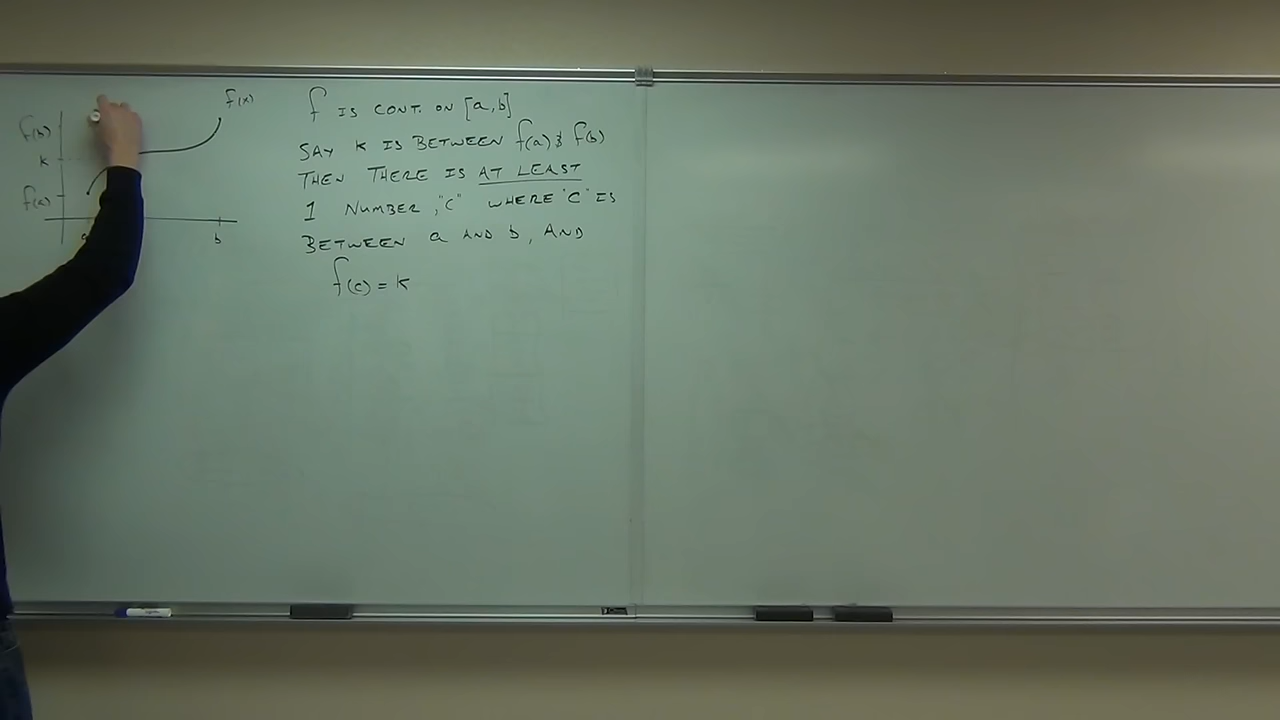 f(x)
f(b)
k
f(a)
b
f IS CONT. ON [a,b]
SAY K IS BETWEEN f(a) & f(b)
THEN THERE IS AT LEAST
1 NUMBER, "C" WHERE "C" IS
BETWEEN a AND b, AND
f(c) = k